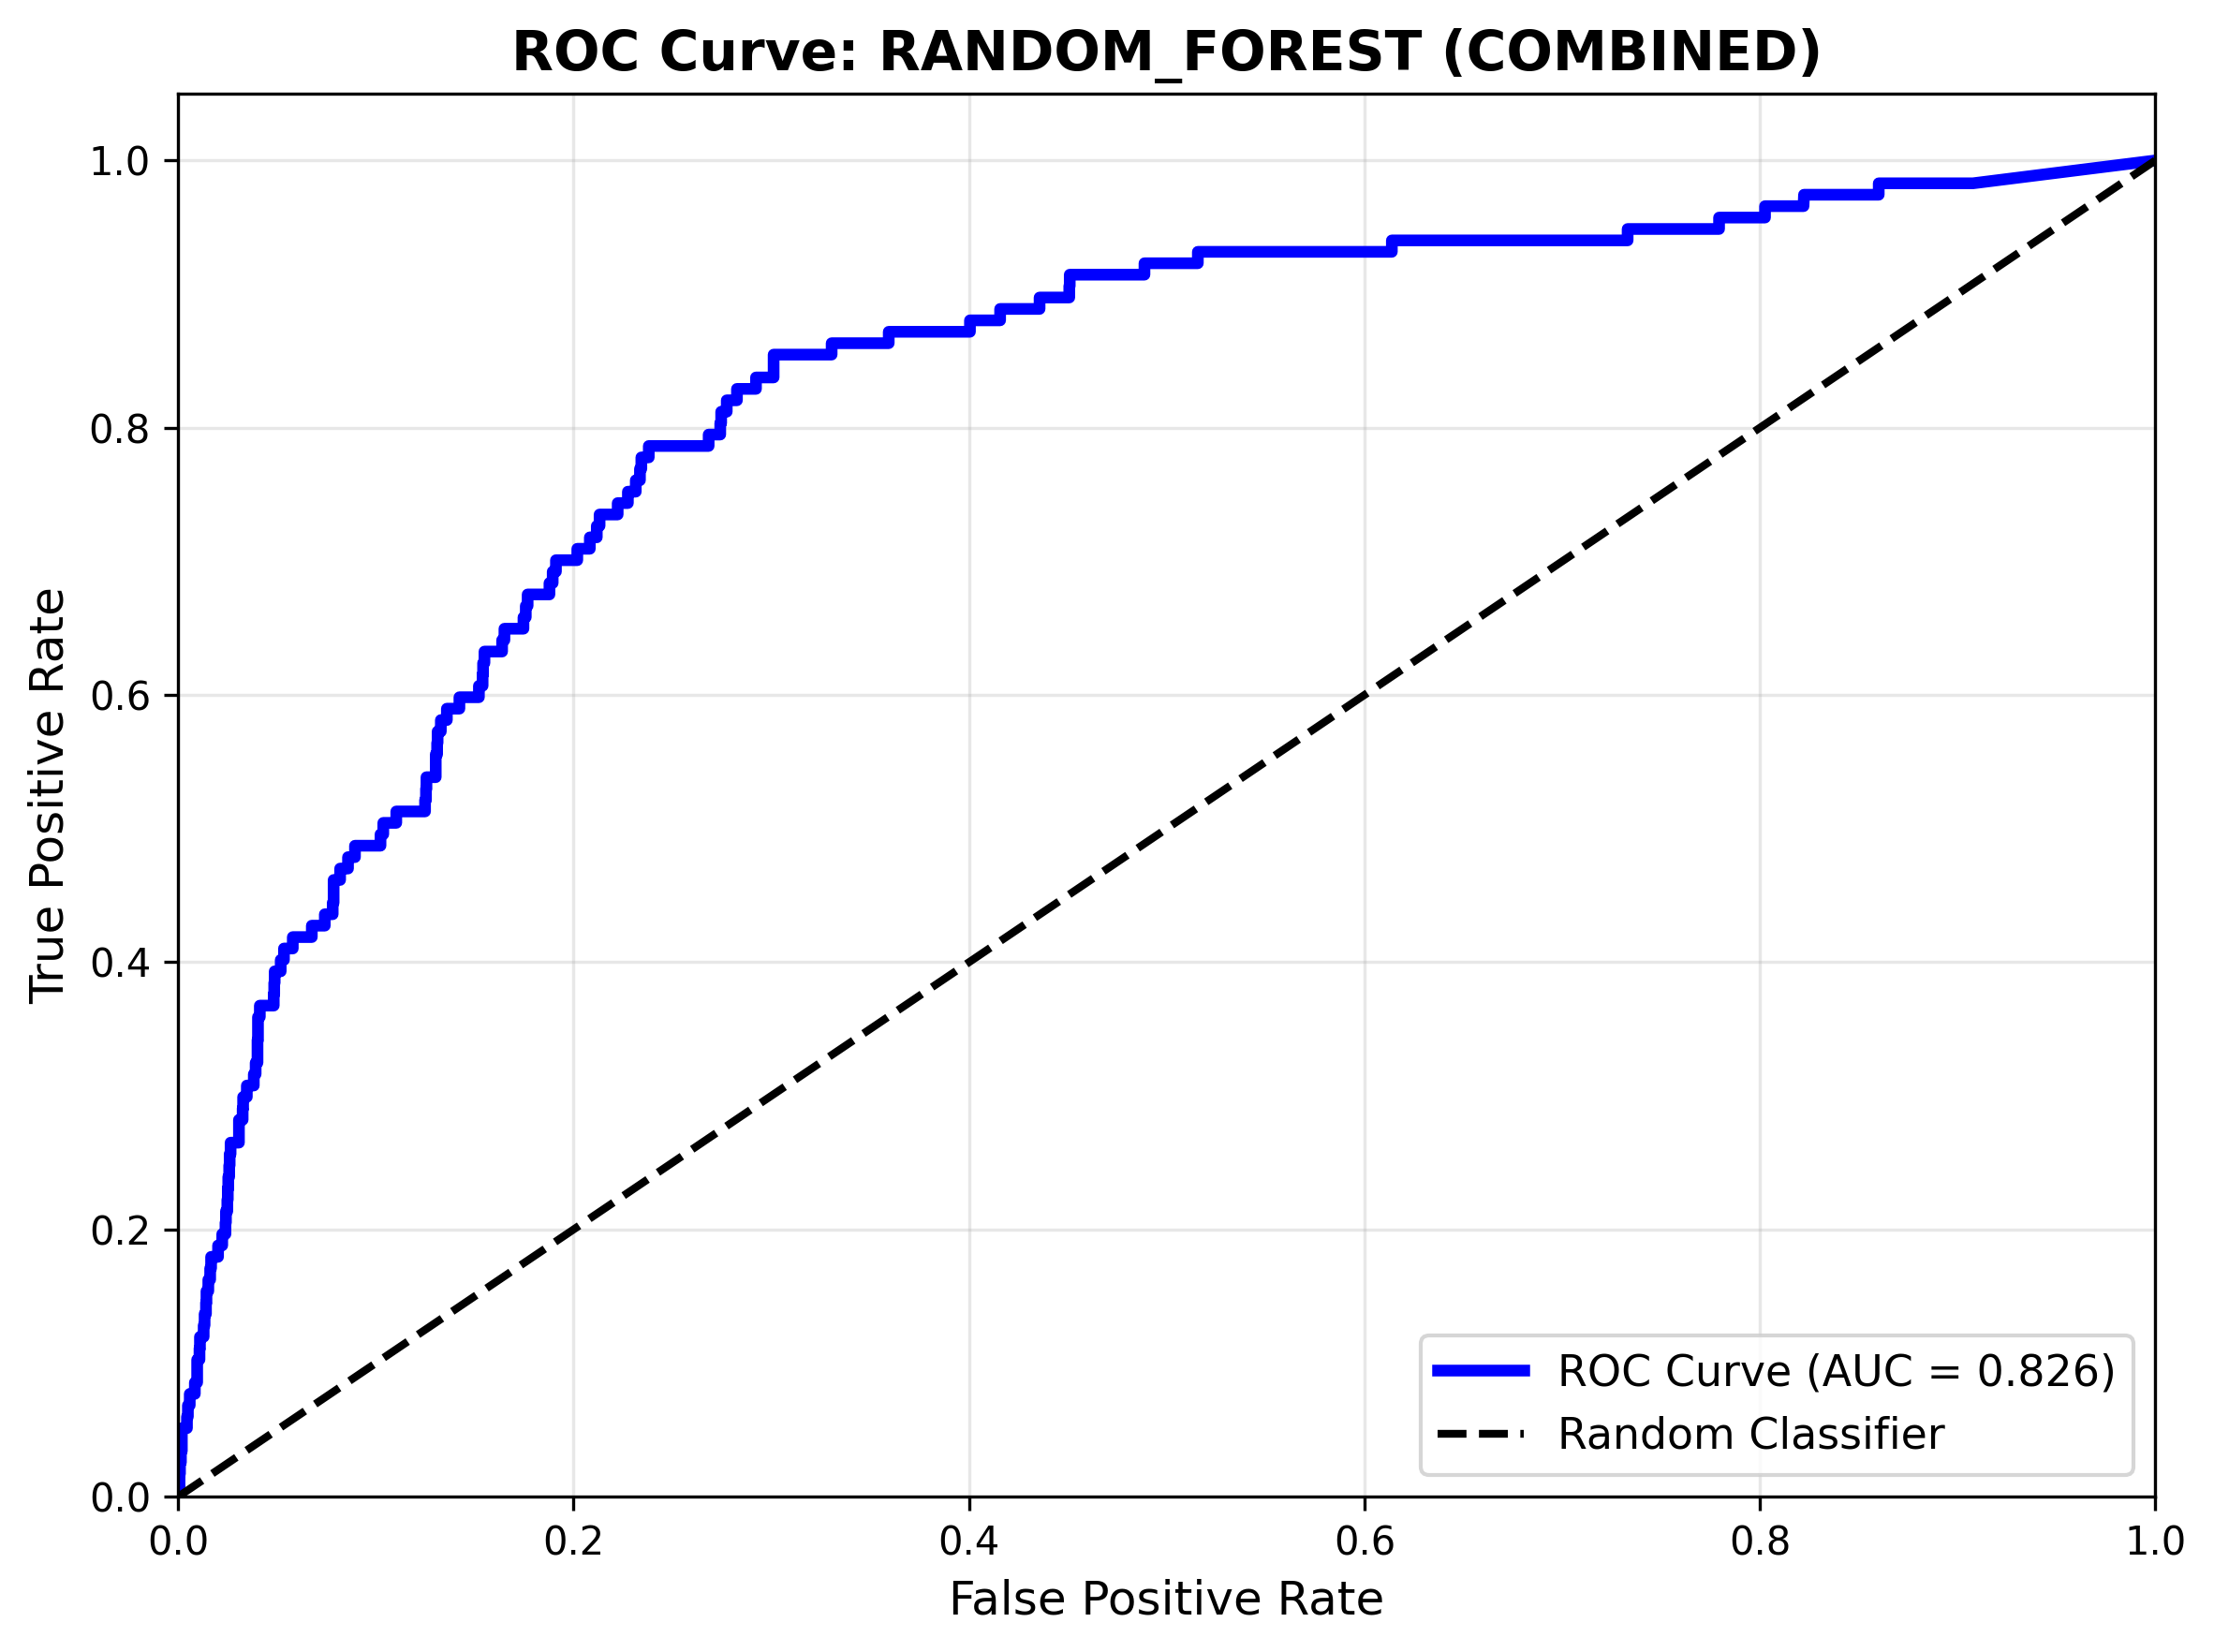 ROC Curve: RANDOM_FOREST (COMBINED)
True Positive Rate
1.0
0.8
0.6
0.4
0.2
0.0
0.0 0.2 0.4 0.6 0.8 1.0
False Positive Rate
ROC Curve (AUC = 0.826)
Random Classifier